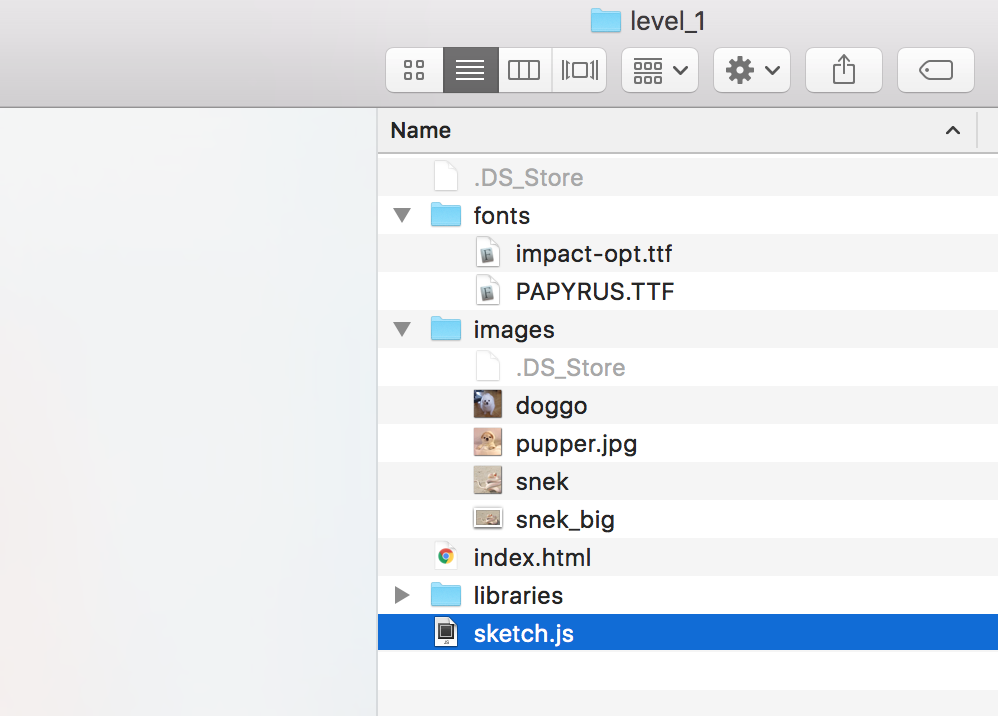 level_1
Name
.DS_Store
fonts
impact-opt.ttf
PAPYRUS.TTF
images
.DS_Store
doggo
pupper.jpg
snek
snek_big
index.html
libraries
sketch.js